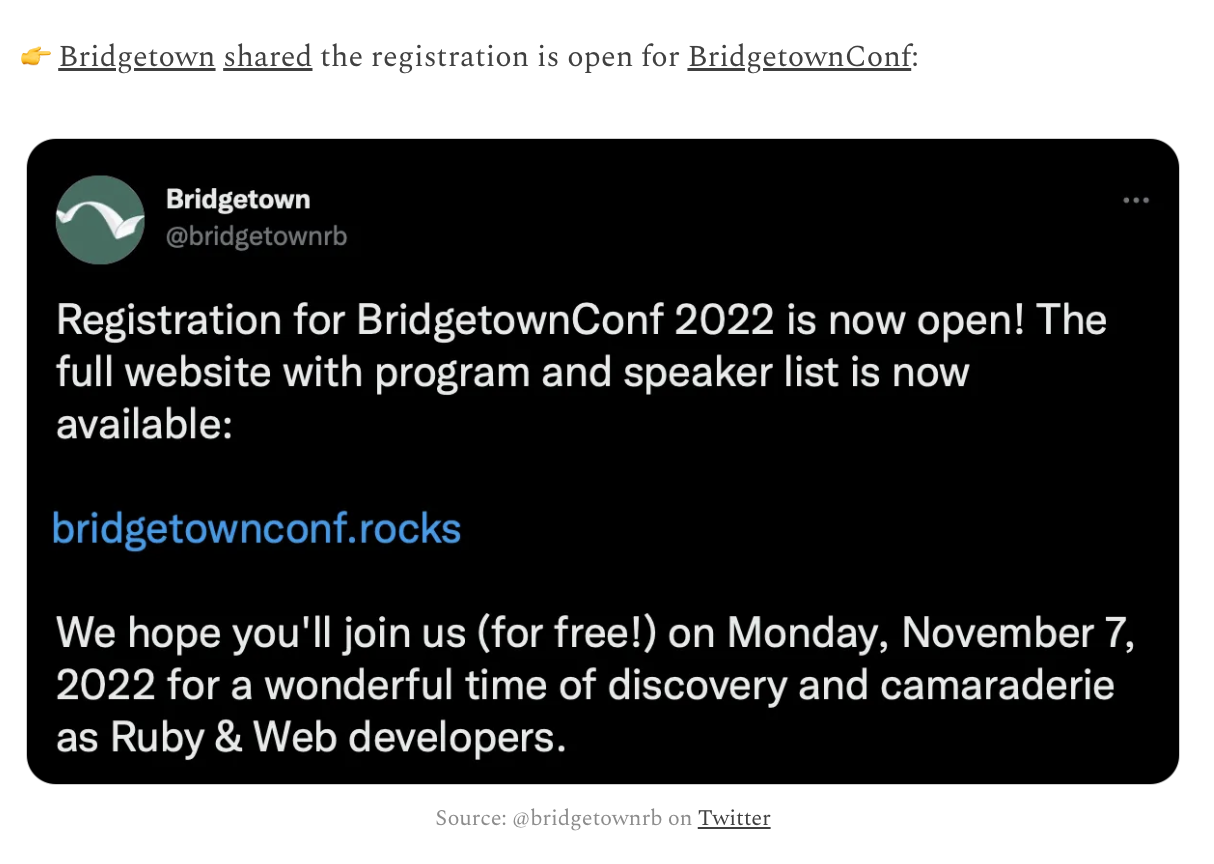 👉 Bridgetown shared the registration is open for BridgetownConf:
Bridgetown
@bridgetownrb
Registration for BridgetownConf 2022 is now open! The
full website with program and speaker list is now
available:
bridgetownconf.rocks
We hope you'll join us (for free!) on Monday, November 7,
2022 for a wonderful time of discovery and camaraderie
as Ruby & Web developers.
Source: @bridgetownrb on Twitter